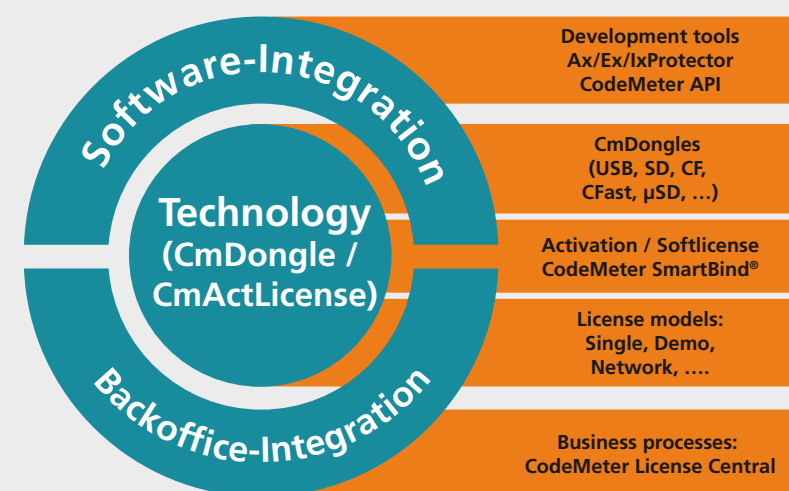 Software-Integration
Technology
(CmDongle /
CmActLicense)
Backoffice-Integration
Development tools
Ax/Ex/IxProtector
CodeMeter API
CmDongles
(USB, SD, CF,
CFast, µSD, …)
Activation / Softlicense
CodeMeter SmartBind®
License models:
Single, Demo,
Network, ….
Business processes:
CodeMeter License Central